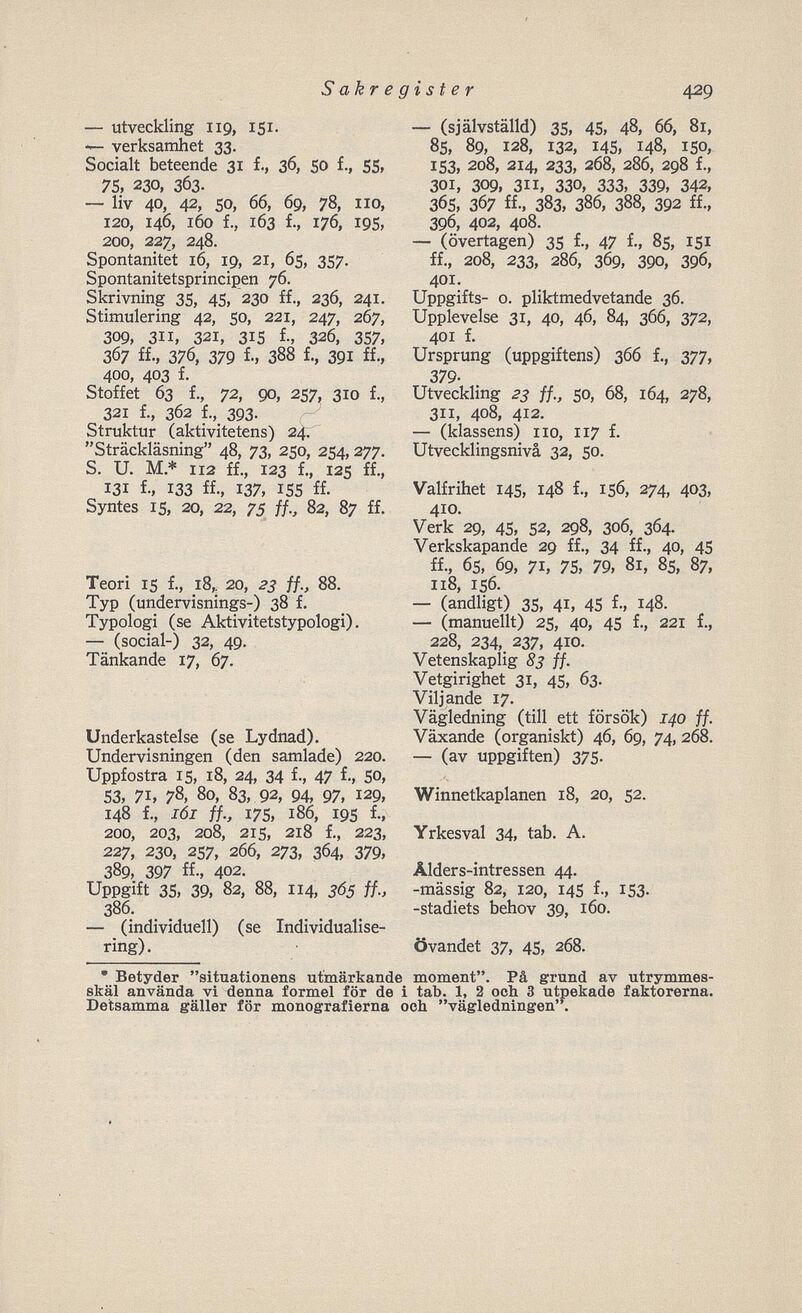 Sakregister 429
— utveckling 119, 151.
— verksamhet 33.
Socialt beteende 31 f., 36, 50 f., 55,
75, 230, 363.
— liv 40, 42, 50, 66, 69, 78, 110,
120, 146, 160 f., 163 f., 176, 195,
200, 227, 248.
Spontanitet 16, 19, 21, 65, 357.
Spontanitetsprincipen 76.
Skrivning 35, 45, 230 ff., 236, 241.
Stimulering 42, 50, 221, 247, 267,
309, 311, 321, 315 f., 326, 357,
367 ff., 376, 379 f., 388 f., 391 ff.,
400, 403 f.
Stoffet 63 f., 72, 90, 257, 310 f.,
321 f., 362 f., 393.
Struktur (aktivitetens) 24.
”Sträckläsning” 48, 73, 250, 254, 277.
S. U. M.* 112 ff., 123 f., 125 ff.,
131 f., 133 ff., 137, 155 ff.
Syntes 15, 20, 22, 75 ff., 82, 87 ff.
Teori 15 f., 18, 20, 23 ff., 88.
Typ (undervisnings-) 38 f.
Typologi (se Aktivitetstypologi).
— (social-) 32, 49.
Tänkande 17, 67.
Underkastelse (se Lydnad).
Undervisningen (den samlade) 220.
Uppfostra 15, 18, 24, 34 f., 47 f., 50,
53, 71, 78, 80, 83, 92, 94, 97, 129,
148 f., 161 ff., 175, 186, 195 f.,
200, 203, 208, 215, 218 f., 223,
227, 230, 257, 266, 273, 364, 379,
389, 397 ff., 402.
Uppgift 35, 39, 82, 88, 114, 365 ff.,
386.
— (individuell) (se Individualise-
ring).
— (självställd) 35, 45, 48, 66, 81,
85, 89, 128, 132, 145, 148, 150,
153, 208, 214, 233, 268, 286, 298 f.,
301, 309, 311, 330, 333, 339, 342,
365, 367 ff., 383, 386, 388, 392 ff.,
396, 402, 408.
— (övertagen) 35 f., 47 f., 85, 151
ff., 208, 233, 286, 369, 390, 396,
401.
Uppgifts- o. pliktmedvetande 36.
Upplevelse 31, 40, 46, 84, 366, 372,
401 f.
Ursprung (uppgiftens) 366 f., 377,
379.
Utveckling 23 ff., 50, 68, 164, 278,
311, 408, 412.
— (klassens) 110, 117 f.
Utvecklingsnivå 32, 50.
Valfrihet 145, 148 f., 156, 274, 403,
410.
Verk 29, 45, 52, 298, 306, 364.
Verkskapande 29 ff., 34 ff., 40, 45
ff., 65, 69, 71, 75, 79, 81, 85, 87,
118, 156.
— (andligt) 35, 41, 45 f., 148.
— (manuellt) 25, 40, 45 f., 221 f.,
228, 234, 237, 410.
Vetenskaplig 83 ff.
Vetgirighet 31, 45, 63.
Viljande 17.
Vägledning (till ett försök) 140 ff.
Växande (organiskt) 46, 69, 74, 268.
— (av uppgiften) 375.
Winnetkaplanen 18, 20, 52.
Yrkesval 34, tab. A.
Ålders-intressen 44.
-mässig 82, 120, 145 f., 153.
-stadiets behov 39, 160.
Övandet 37, 45, 268.
* Betyder ”situationens utmärkande moment”. På grund av utrymmes-
skäl använda vi denna formel för de i tab. 1, 2 och 3 utpekade faktorerna.
Detsamma gäller för monografierna och ”vägledningen”.